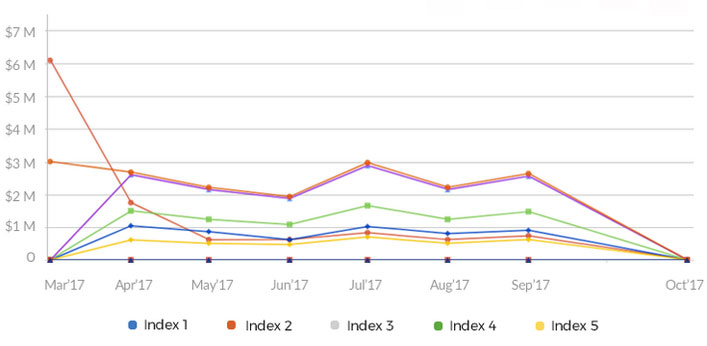 $7 M
$6 M
$5 M
$4 M
$3 M
$2 M
$1 M
0
Mar'17 Apr'17 May'17 Jun'17 Jul'17 Aug'17 Sep'17 Oct'17
Index 1 Index 2 Index 3 Index 4 Index 5